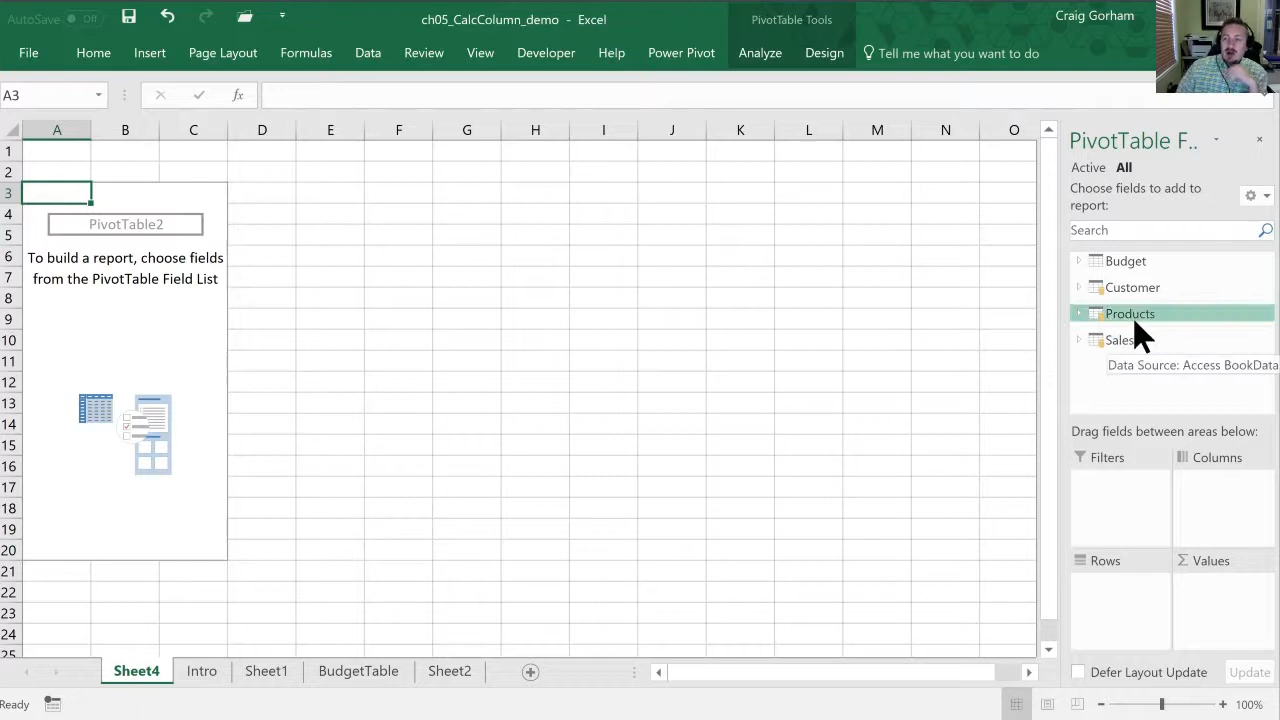 AutoSave Off
ch05_CalcColumn_demo - Excel
PivotTable Tools
Craig Gorham
File Home Insert Page Layout Formulas Data Review View Developer Help Power Pivot Analyze Design Tell me what you want to do
A3
fx
A B C D E F G H I J K L M N O
1
2
3
4
5
6
7
8
9
10
11
12
13
14
15
16
17
18
19
20
21
22
23
24
25
PivotTable2
To build a report, choose fields
from the PivotTable Field List
PivotTable F..
Active All
Choose fields to add to
report:
Search
Budget
Customer
Products
Sales
Data Source: Access BookData
Drag fields between areas below:
Filters
Columns
Rows
Σ Values
Defer Layout Update
Update
Sheet4 Intro Sheet1 BudgetTable Sheet2
Ready
100%